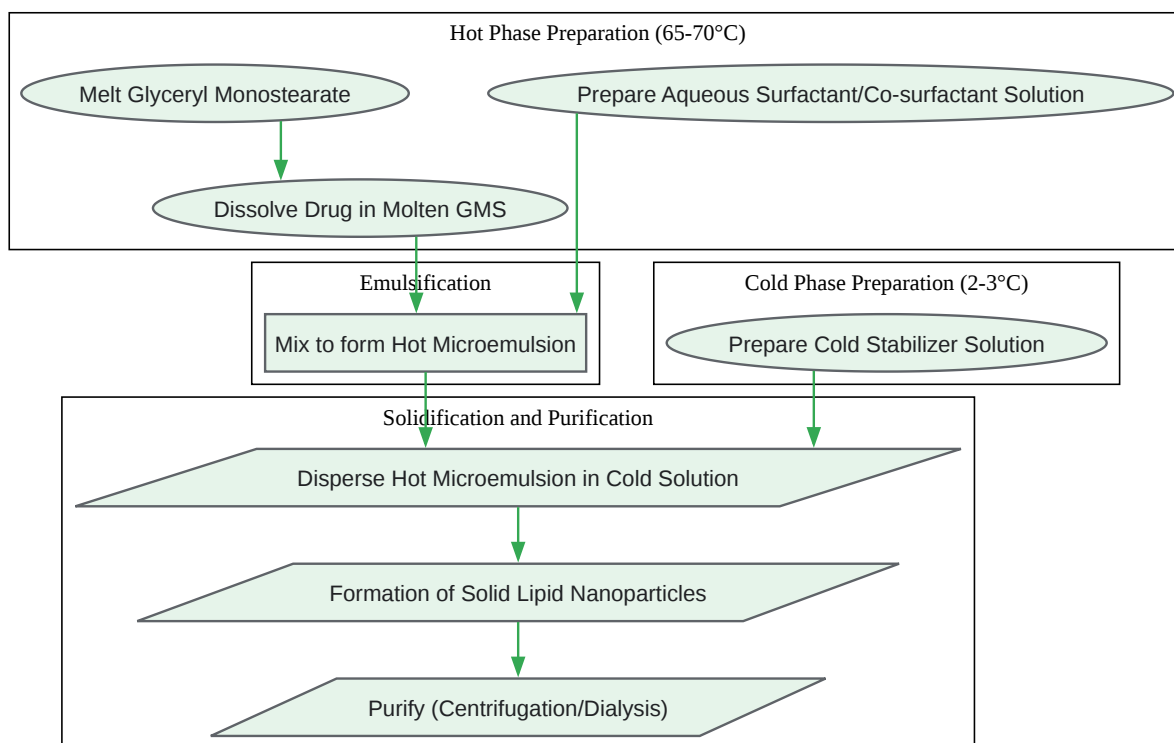 Hot Phase Preparation (65-70°C)
Melt Glyceryl Monostearate
Prepare Aqueous Surfactant/Co-surfactant Solution
Dissolve Drug in Molten GMS
Emulsification
Cold Phase Preparation (2-3°C)
Mix to form Hot Microemulsion
Prepare Cold Stabilizer Solution
Solidification and Purification
Disperse Hot Microemulsion in Cold Solution
Formation of Solid Lipid Nanoparticles
Purify (Centrifugation/Dialysis)